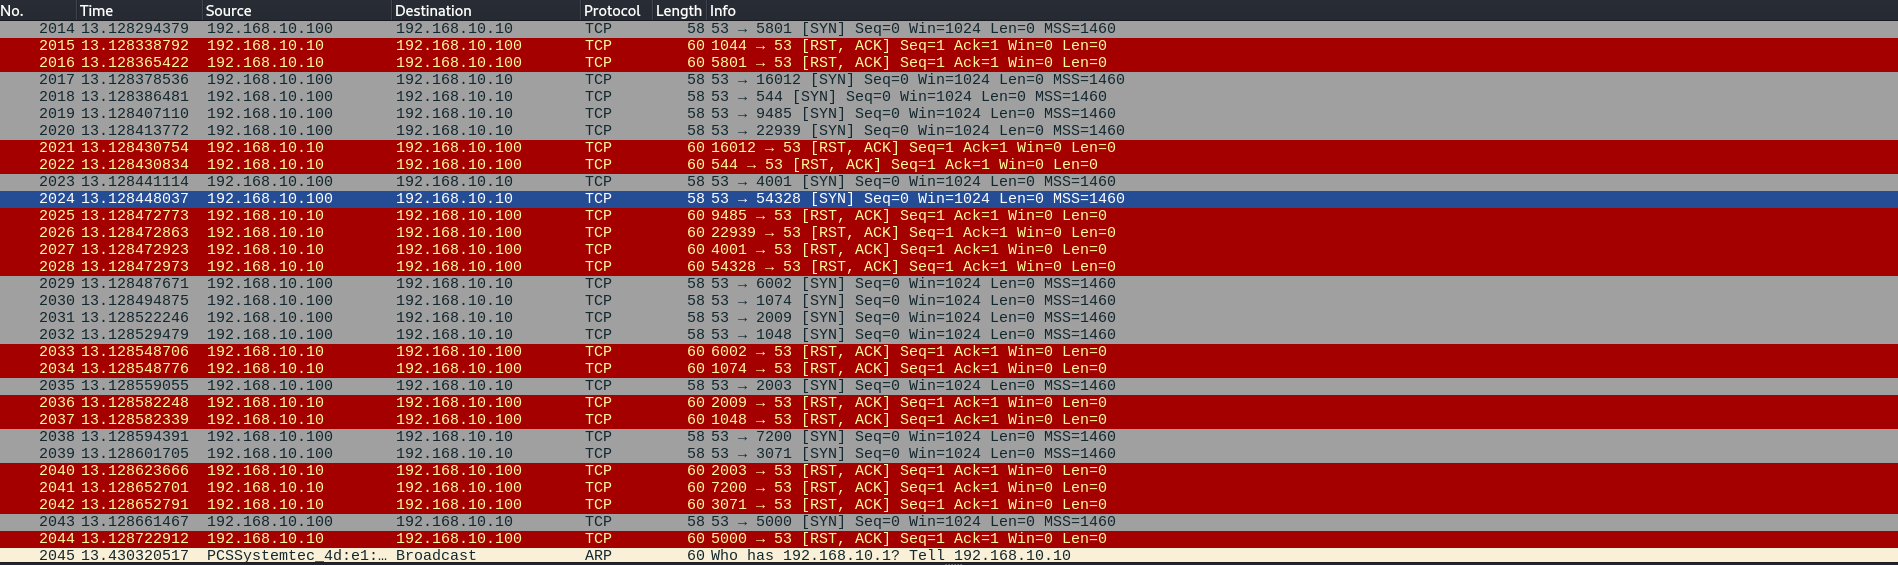 No. Time Source Destination Protocol Length Info
2014 13.128294379 192.168.10.100 192.168.10.10 TCP 58 53 → 5801 [SYN] Seq=0 Win=1024 Len=0 MSS=1460
2015 13.128338792 192.168.10.10 192.168.10.100 TCP 60 1044 → 53 [RST, ACK] Seq=1 Ack=1 Win=0 Len=0
2016 13.128365422 192.168.10.10 192.168.10.100 TCP 60 5801 → 53 [RST, ACK] Seq=1 Ack=1 Win=0 Len=0
2017 13.128378536 192.168.10.100 192.168.10.10 TCP 58 53 → 16012 [SYN] Seq=0 Win=1024 Len=0 MSS=1460
2018 13.128386481 192.168.10.100 192.168.10.10 TCP 58 53 → 544 [SYN] Seq=0 Win=1024 Len=0 MSS=1460
2019 13.128407110 192.168.10.100 192.168.10.10 TCP 58 53 → 9485 [SYN] Seq=0 Win=1024 Len=0 MSS=1460
2020 13.128413772 192.168.10.100 192.168.10.10 TCP 58 53 → 22939 [SYN] Seq=0 Win=1024 Len=0 MSS=1460
2021 13.128430754 192.168.10.10 192.168.10.100 TCP 60 16012 → 53 [RST, ACK] Seq=1 Ack=1 Win=0 Len=0
2022 13.128430834 192.168.10.10 192.168.10.100 TCP 60 544 → 53 [RST, ACK] Seq=1 Ack=1 Win=0 Len=0
2023 13.128441114 192.168.10.100 192.168.10.10 TCP 58 53 → 4001 [SYN] Seq=0 Win=1024 Len=0 MSS=1460
2024 13.128448037 192.168.10.100 192.168.10.10 TCP 58 53 → 54328 [SYN] Seq=0 Win=1024 Len=0 MSS=1460
2025 13.128472773 192.168.10.10 192.168.10.100 TCP 60 9485 → 53 [RST, ACK] Seq=1 Ack=1 Win=0 Len=0
2026 13.128472863 192.168.10.10 192.168.10.100 TCP 60 22939 → 53 [RST, ACK] Seq=1 Ack=1 Win=0 Len=0
2027 13.128472923 192.168.10.10 192.168.10.100 TCP 60 4001 → 53 [RST, ACK] Seq=1 Ack=1 Win=0 Len=0
2028 13.128472973 192.168.10.10 192.168.10.100 TCP 60 54328 → 53 [RST, ACK] Seq=1 Ack=1 Win=0 Len=0
2029 13.128487671 192.168.10.100 192.168.10.10 TCP 58 53 → 6002 [SYN] Seq=0 Win=1024 Len=0 MSS=1460
2030 13.128494875 192.168.10.100 192.168.10.10 TCP 58 53 → 1074 [SYN] Seq=0 Win=1024 Len=0 MSS=1460
2031 13.128522246 192.168.10.100 192.168.10.10 TCP 58 53 → 2009 [SYN] Seq=0 Win=1024 Len=0 MSS=1460
2032 13.128529479 192.168.10.100 192.168.10.10 TCP 58 53 → 1048 [SYN] Seq=0 Win=1024 Len=0 MSS=1460
2033 13.128548706 192.168.10.10 192.168.10.100 TCP 60 6002 → 53 [RST, ACK] Seq=1 Ack=1 Win=0 Len=0
2034 13.128548776 192.168.10.10 192.168.10.100 TCP 60 1074 → 53 [RST, ACK] Seq=1 Ack=1 Win=0 Len=0
2035 13.128559055 192.168.10.100 192.168.10.10 TCP 58 53 → 2003 [SYN] Seq=0 Win=1024 Len=0 MSS=1460
2036 13.128582248 192.168.10.10 192.168.10.100 TCP 60 2009 → 53 [RST, ACK] Seq=1 Ack=1 Win=0 Len=0
2037 13.128582339 192.168.10.10 192.168.10.100 TCP 60 1048 → 53 [RST, ACK] Seq=1 Ack=1 Win=0 Len=0
2038 13.128594391 192.168.10.100 192.168.10.10 TCP 58 53 → 7200 [SYN] Seq=0 Win=1024 Len=0 MSS=1460
2039 13.128601705 192.168.10.100 192.168.10.10 TCP 58 53 → 3071 [SYN] Seq=0 Win=1024 Len=0 MSS=1460
2040 13.128623666 192.168.10.10 192.168.10.100 TCP 60 2003 → 53 [RST, ACK] Seq=1 Ack=1 Win=0 Len=0
2041 13.128652701 192.168.10.10 192.168.10.100 TCP 60 7200 → 53 [RST, ACK] Seq=1 Ack=1 Win=0 Len=0
2042 13.128652791 192.168.10.10 192.168.10.100 TCP 60 3071 → 53 [RST, ACK] Seq=1 Ack=1 Win=0 Len=0
2043 13.128661467 192.168.10.100 192.168.10.10 TCP 58 53 → 5000 [SYN] Seq=0 Win=1024 Len=0 MSS=1460
2044 13.128722912 192.168.10.10 192.168.10.100 TCP 60 5000 → 53 [RST, ACK] Seq=1 Ack=1 Win=0 Len=0
2045 13.430320517 PCSSystemtec_4d:e1:… Broadcast ARP 60 Who has 192.168.10.1? Tell 192.168.10.10